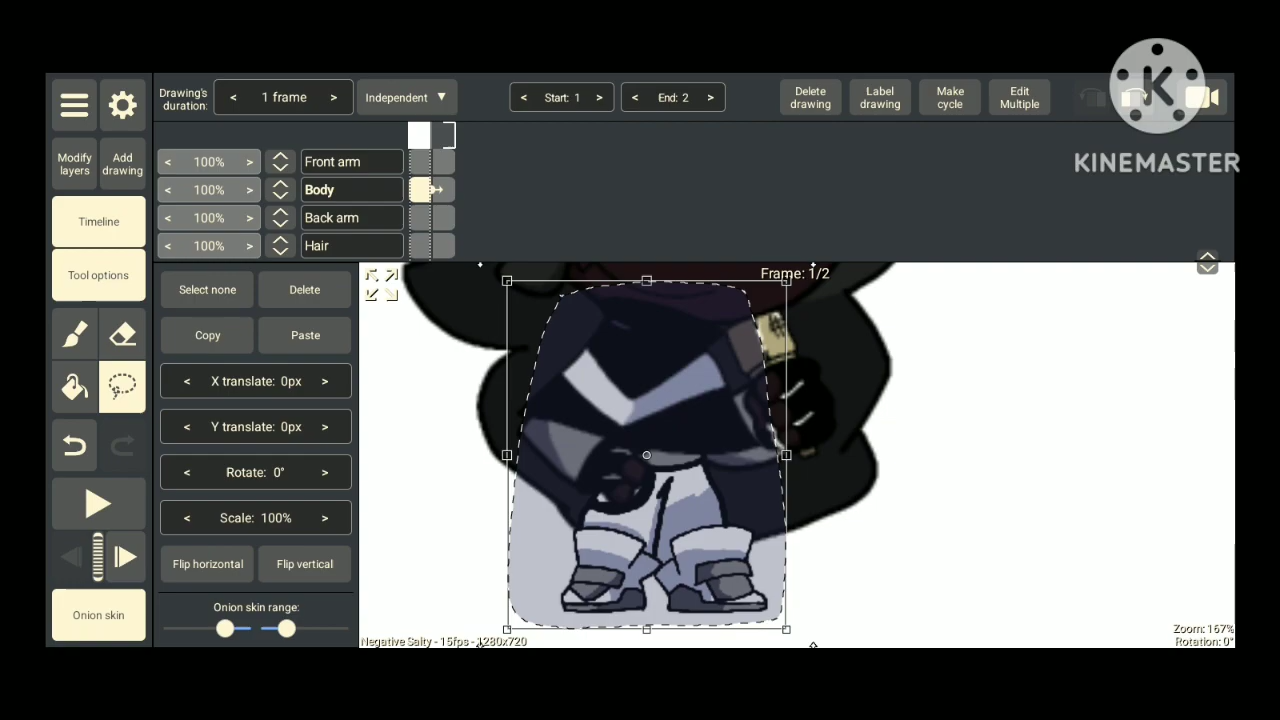 Drawing's duration:
< 1 frame >
Independent ▼
< Start: 1 >
< End: 2 >
Delete drawing
Label drawing
Make cycle
Edit Multiple
K
KINEMASTER
Modify layers
Add drawing
< 100% > Front arm
< 100% > Body
< 100% > Back arm
< 100% > Hair
Timeline
Tool options
Frame: 1/2
Select none
Delete
Copy
Paste
< X translate: 0px >
< Y translate: 0px >
< Rotate: 0° >
< Scale: 100% >
Flip horizontal
Flip vertical
Onion skin
Onion skin range:
Negative Salty - 15fps - 1280x720
Zoom: 167%
Rotation: 0°